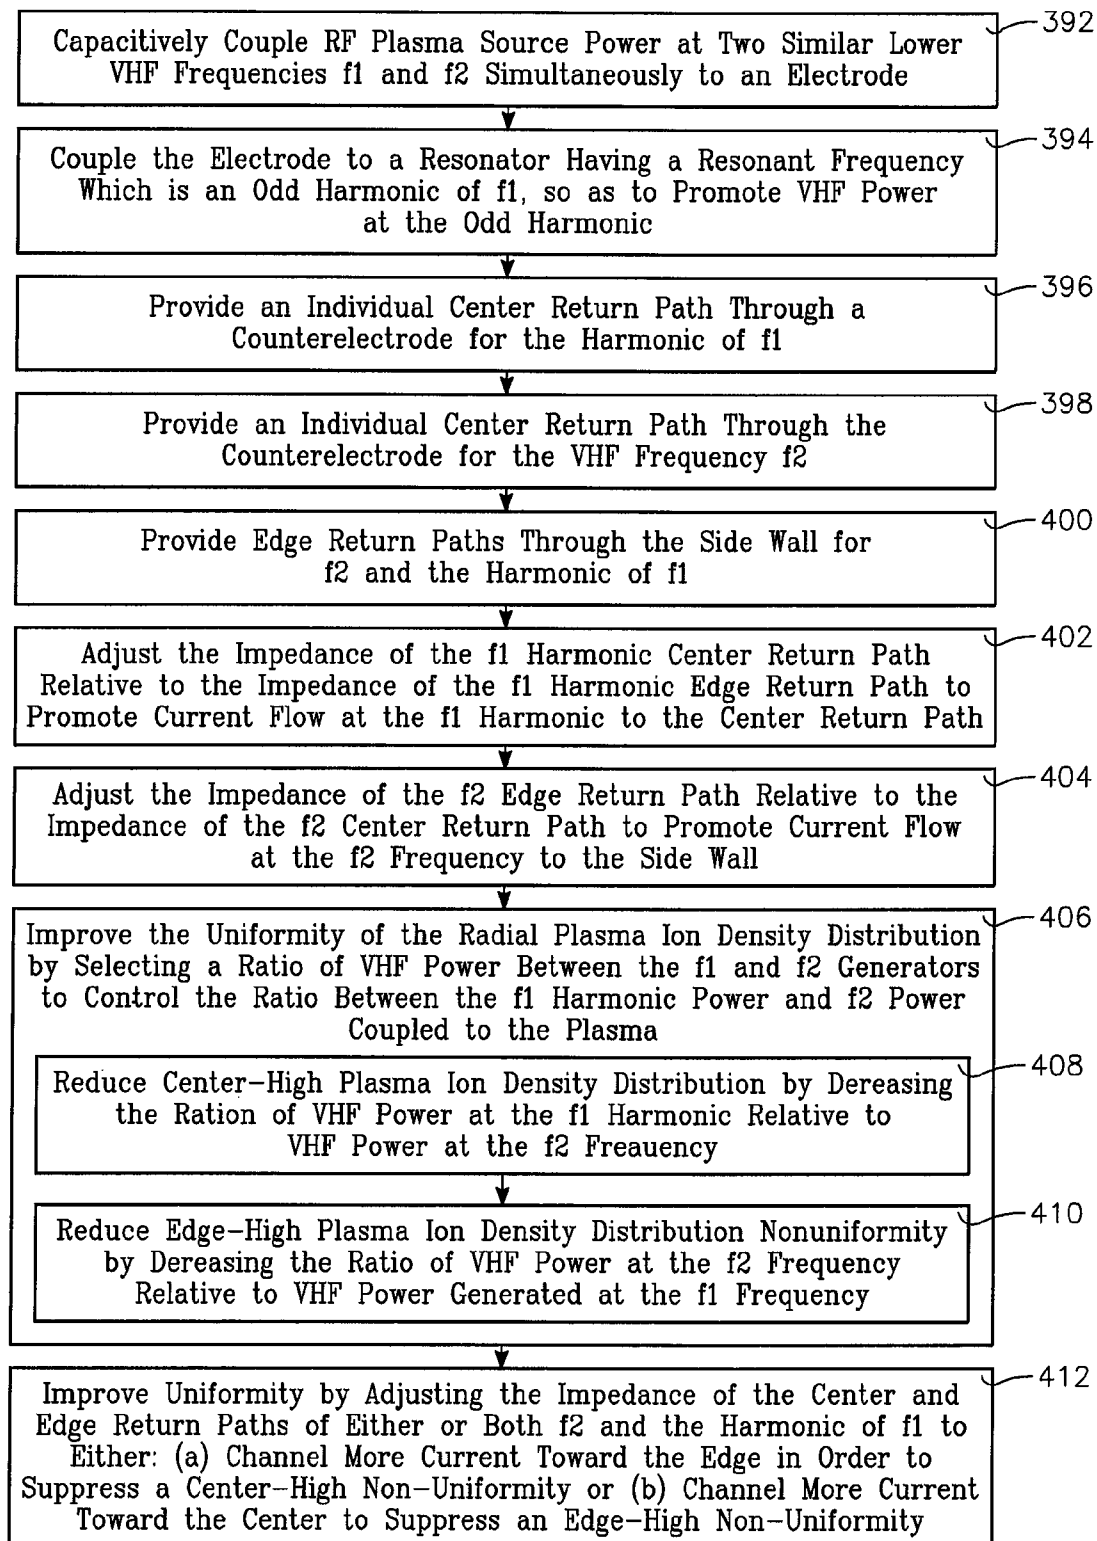 Capacitively Couple RF Plasma Source Power at Two Similar Lower
VHF Frequencies f1 and f2 Simultaneously to an Electrode
392
Couple the Electrode to a Resonator Having a Resonant Frequency
Which is an Odd Harmonic of f1, so as to Promote VHF Power
at the Odd Harmonic
394
Provide an Individual Center Return Path Through a
Counterelectrode for the Harmonic of f1
396
Provide an Individual Center Return Path Through the
Counterelectrode for the VHF Frequency f2
398
Provide Edge Return Paths Through the Side Wall for
f2 and the Harmonic of f1
400
Adjust the Impedance of the f1 Harmonic Center Return Path
Relative to the Impedance of the f1 Harmonic Edge Return Path to
Promote Current Flow at the f1 Harmonic to the Center Return Path
402
Adjust the Impedance of the f2 Edge Return Path Relative to the
Impedance of the f2 Center Return Path to Promote Current Flow
at the f2 Frequency to the Side Wall
404
Improve the Uniformity of the Radial Plasma Ion Density Distribution
by Selecting a Ratio of VHF Power Between the f1 and f2 Generators
to Control the Ratio Between the f1 Harmonic Power and f2 Power
Coupled to the Plasma
406
Reduce Center-High Plasma Ion Density Distribution by Dereasing
the Ration of VHF Power at the f1 Harmonic Relative to
VHF Power at the f2 Freauency
408
Reduce Edge-High Plasma Ion Density Distribution Nonuniformity
by Dereasing the Ratio of VHF Power at the f2 Frequency
Relative to VHF Power Generated at the f1 Frequency
410
Improve Uniformity by Adjusting the Impedance of the Center and
Edge Return Paths of Either or Both f2 and the Harmonic of f1 to
Either: (a) Channel More Current Toward the Edge in Order to
Suppress a Center-High Non-Uniformity or (b) Channel More Current
Toward the Center to Suppress an Edge-High Non-Uniformity
412